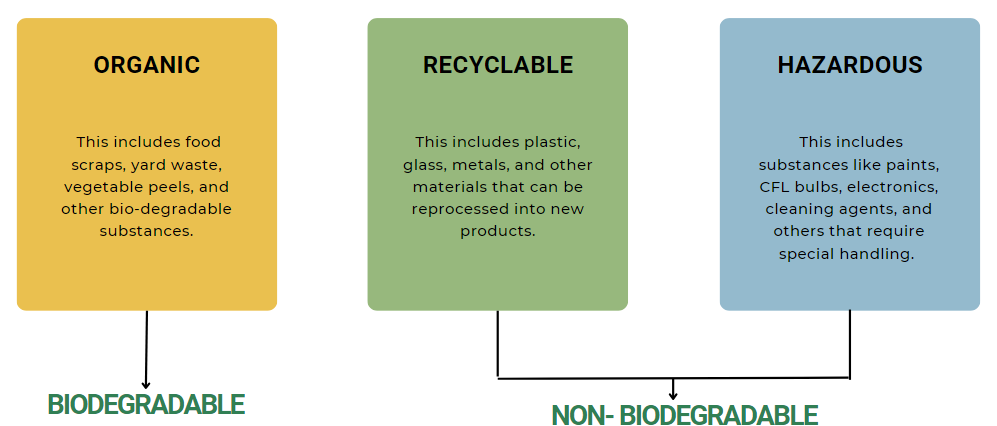 ORGANIC
This includes food
scraps, yard waste,
vegetable peels, and
other bio-degradable
substances.
BIODEGRADABLE
RECYCLABLE
This includes plastic,
glass, metals, and other
materials that can be
reprocessed into new
products.
HAZARDOUS
This includes
substances like paints,
CFL bulbs, electronics,
cleaning agents, and
others that require
special handling.
NON- BIODEGRADABLE